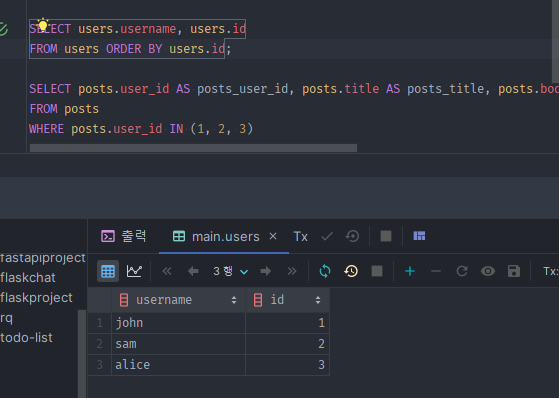 SELECT users.username, users.id
FROM users ORDER BY users.id;
SELECT posts.user_id AS posts_user_id, posts.title AS posts_title, posts.bo
FROM posts
WHERE posts.user_id IN (1, 2, 3)
출력 main.users × Tx
fastapiproject
flaskchat
flaskproject
rq
todo-list
3 행 Tx:
username id
1 john 1
2 sam 2
3 alice 3